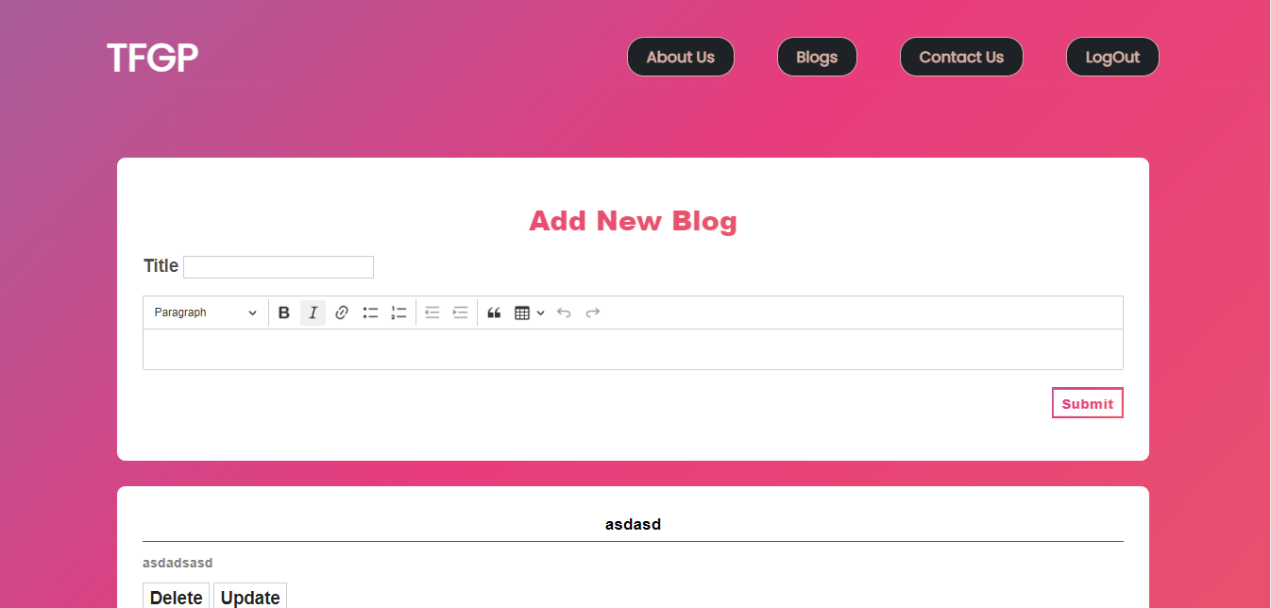 TFGP About Us Blogs Contact Us LogOut
Add New Blog
Title
Paragraph B I
Submit
asdasd
asdadsasd
Delete Update